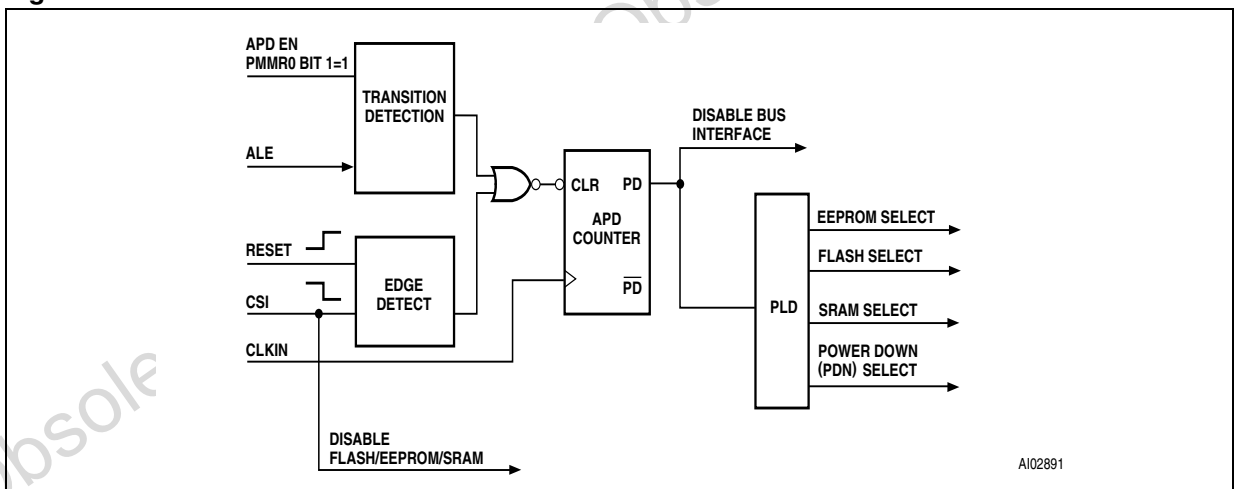 APD EN
PMMR0 BIT 1=1
TRANSITION
DETECTION
ALE
RESET
CSI
EDGE
DETECT
CLKIN
CLR
PD
APD
COUNTER
PD
DISABLE BUS
INTERFACE
PLD
EEPROM SELECT
FLASH SELECT
SRAM SELECT
POWER DOWN
(PDN) SELECT
DISABLE
FLASH/EEPROM/SRAM
AI02891